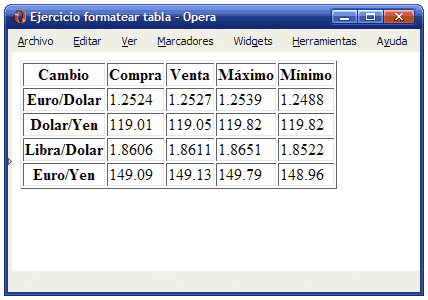 Ejercicio formatear tabla - Opera
Archivo Editar Ver Marcadores Widgets Herramientas Ayuda
Cambio Compra Venta Máximo Mínimo
Euro/Dolar 1.2524 1.2527 1.2539 1.2488
Dolar/Yen 119.01 119.05 119.82 119.82
Libra/Dolar 1.8606 1.8611 1.8651 1.8522
Euro/Yen 149.09 149.13 149.79 148.96